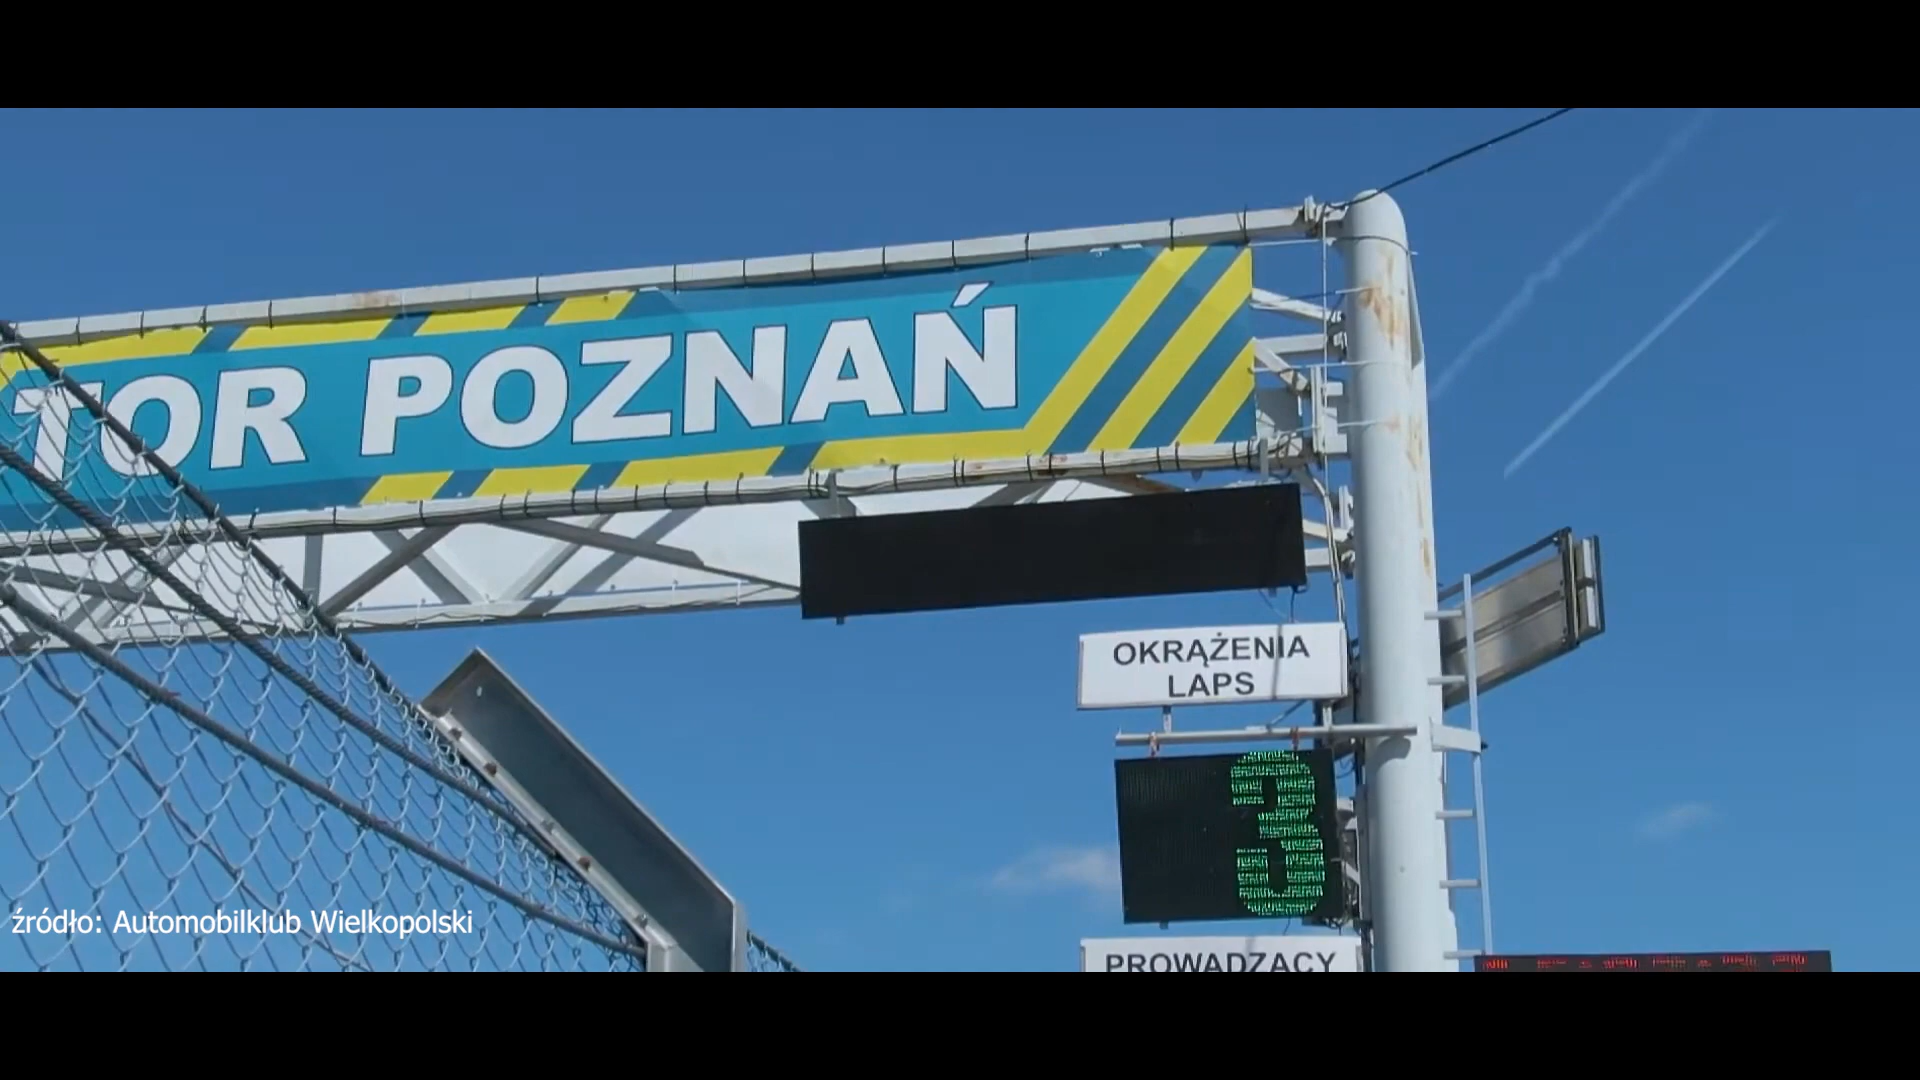 TOR POZNAŃ
OKRĄŻENIA
LAPS
3
źródło: Automobilklub Wielkopolski
PROWADZĄCY